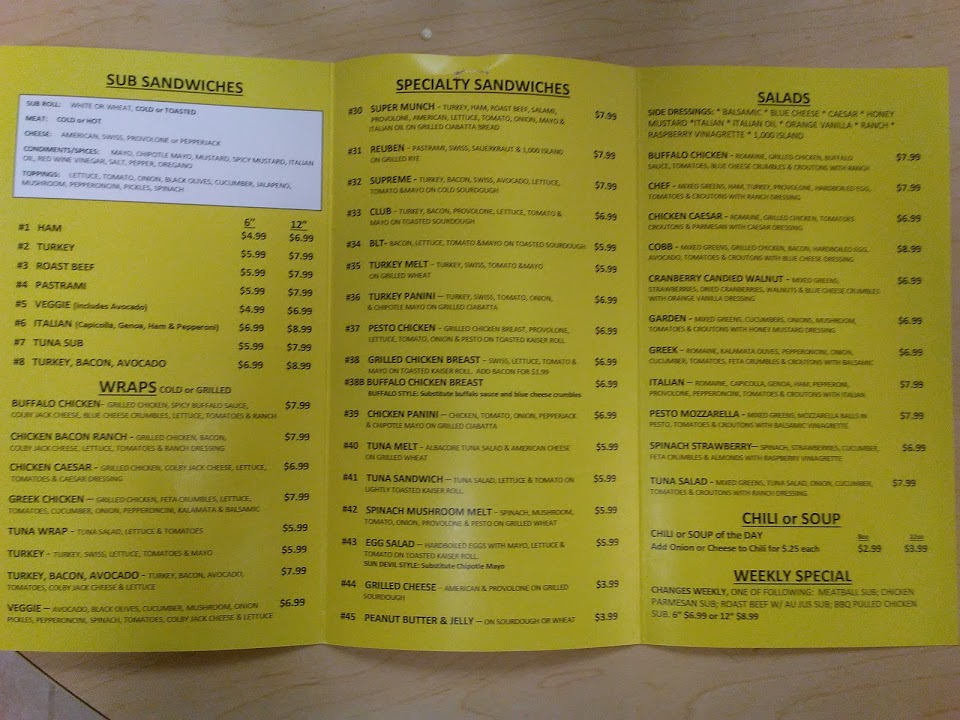 SUB SANDWICHES
SUB ROLL: WHITE OR WHEAT, COLD or TOASTED
MEAT: COLD or HOT
CHEESE: AMERICAN, SWISS, PROVOLONE or PEPPERJACK
CONDIMENTS/SPICES: MAYO, CHIPOTLE MAYO, MUSTARD, SPICY MUSTARD, ITALIAN
OIL, RED WINE VINEGAR, SALT, PEPPER, OREGANO
TOPPINGS: LETTUCE, TOMATO, ONION, BLACK OLIVES, CUCUMBER, JALAPENO,
MUSHROOM, PEPPERONCINI, PICKLES, SPINACH
6" 12"
#1 HAM $4.99 $6.99
#2 TURKEY $5.99 $7.99
#3 ROAST BEEF $5.99 $7.99
#4 PASTRAMI $5.99 $7.99
#5 VEGGIE (includes Avocado) $4.99 $6.99
#6 ITALIAN (Capicolla, Genoa, Ham & Pepperoni) $6.99 $8.99
#7 TUNA SUB $5.99 $7.99
#8 TURKEY, BACON, AVOCADO $6.99 $8.99
WRAPS COLD or GRILLED
BUFFALO CHICKEN- GRILLED CHICKEN, SPICY BUFFALO SAUCE, $7.99
COLBY JACK CHEESE, BLUE CHEESE CRUMBLES, LETTUCE, TOMATOES & RANCH
CHICKEN BACON RANCH - GRILLED CHICKEN, BACON, $7.99
COLBY JACK CHEESE, LETTUCE, TOMATOES & RANCH DRESSING
CHICKEN CAESAR - GRILLED CHICKEN, COLBY JACK CHEESE, LETTUCE, $6.99
TOMATOES & CAESAR DRESSING
GREEK CHICKEN – GRILLED CHICKEN, FETA CRUMBLES, LETTUCE, $7.99
TOMATOES, CUCUMBER, ONION, PEPPERONCINI, KALAMATA & BALSAMIC
TUNA WRAP - TUNA SALAD, LETTUCE & TOMATOES $5.99
TURKEY - TURKEY, SWISS, LETTUCE, TOMATOES & MAYO $5.99
TURKEY, BACON, AVOCADO - TURKEY, BACON, AVOCADO, $7.99
TOMATOES, COLBY JACK CHEESE & LETTUCE
VEGGIE – AVOCADO, BLACK OLIVES, CUCUMBER, MUSHROOM, ONION $6.99
PICKLES, PEPPERONCINI, SPINACH, TOMATOES, COLBY JACK CHEESE & LETTUCE
SPECIALTY SANDWICHES
#30 SUPER MUNCH - TURKEY, HAM, ROAST BEEF, SALAMI, $7.99
PROVOLONE, AMERICAN, LETTUCE, TOMATO, ONION, MAYO &
ITALIAN OIL ON GRILLED CIABATTA BREAD
#31 REUBEN - PASTRAMI, SWISS, SAUERKRAUT & 1,000 ISLAND $7.99
ON GRILLED RYE
#32 SUPREME - TURKEY, BACON, SWISS, AVOCADO, LETTUCE, $7.99
TOMATO &MAYO ON COLD SOURDOUGH
#33 CLUB - TURKEY, BACON, PROVOLONE, LETTUCE, TOMATO & $6.99
MAYO ON TOASTED SOURDOUGH
#34 BLT- BACON, LETTUCE, TOMATO &MAYO ON TOASTED SOURDOUGH $5.99
#35 TURKEY MELT - TURKEY, SWISS, TOMATO &MAYO $5.99
ON GRILLED WHEAT
#36 TURKEY PANINI – TURKEY, SWISS, TOMATO, ONION, $6.99
& CHIPOTLE MAYO ON GRILLED CIABATTA
#37 PESTO CHICKEN - GRILLED CHICKEN BREAST, PROVOLONE, $6.99
LETTUCE, TOMATO, ONION & PESTO ON TOASTED KAISER ROLL
#38 GRILLED CHICKEN BREAST - SWISS, LETTUCE, TOMATO & $6.99
MAYO ON TOASTED KAISER ROLL. ADD BACON FOR $1.99
#38B BUFFALO CHICKEN BREAST $6.99
BUFFALO STYLE: Substitute buffalo sauce and blue cheese crumbles
#39 CHICKEN PANINI – CHICKEN, TOMATO, ONION, PEPPERJACK $6.99
& CHIPOTLE MAYO ON GRILLED CIABATTA
#40 TUNA MELT - ALBACORE TUNA SALAD & AMERICAN CHEESE $5.99
ON GRILLED WHEAT
#41 TUNA SANDWICH – TUNA SALAD, LETTUCE & TOMATO ON $5.99
LIGHTLY TOASTED KAISER ROLL.
#42 SPINACH MUSHROOM MELT - SPINACH, MUSHROOM, $5.99
TOMATO, ONION, PROVOLONE & PESTO ON GRILLED WHEAT
#43 EGG SALAD – HARDBOILED EGGS WITH MAYO, LETTUCE & $5.99
TOMATO ON TOASTED KAISER ROLL.
SUN DEVIL STYLE: Substitute Chipotle Mayo
#44 GRILLED CHEESE - AMERICAN & PROVOLONE ON GRILLED $3.99
SOURDOUGH
#45 PEANUT BUTTER & JELLY – ON SOURDOUGH OR WHEAT $3.99
SALADS
SIDE DRESSINGS: * BALSAMIC * BLUE CHEESE * CAESAR * HONEY
MUSTARD *ITALIAN * ITALIAN OIL * ORANGE VANILLA * RANCH *
RASPBERRY VINIAGRETTE * 1,000 ISLAND
BUFFALO CHICKEN - ROMAINE, GRILLED CHICKEN, BUFFALO $7.99
SAUCE, TOMATOES, BLUE CHEESE CRUMBLES & CROUTONS WITH RANCH
CHEF - MIXED GREENS, HAM, TURKEY, PROVOLONE, HARDBOILED EGG, $7.99
TOMATOES & CROUTONS WITH RANCH DRESSING
CHICKEN CAESAR - ROMAINE, GRILLED CHICKEN, TOMATOES $6.99
CROUTONS & PARMESAN WITH CAESAR DRESSING
COBB - MIXED GREENS, GRILLED CHICKEN, BACON, HARDBOILED EGG, $8.99
AVOCADO, TOMATOES & CROUTONS WITH BLUE CHEESE DRESSING
CRANBERRY CANDIED WALNUT - MIXED GREENS, $6.99
STRAWBERRIES, DRIED CRANBERRIES, WALNUTS & BLUE CHEESE CRUMBLES
WITH ORANGE VANILLA DRESSING
GARDEN - MIXED GREENS, CUCUMBERS, ONIONS, MUSHROOM, $6.99
TOMATOES & CROUTONS WITH HONEY MUSTARD DRESSING
GREEK - ROMAINE, KALAMATA OLIVES, PEPPERONCINI, ONION, $6.99
CUCUMBER, TOMATOES, FETA CRUMBLES & CROUTONS WITH BALSAMIC
ITALIAN - ROMAINE, CAPICOLLA, GENOA, HAM, PEPPERONI, $7.99
PROVOLONE, PEPPERONCINI, TOMATOES & CROUTONS WITH ITALIAN
PESTO MOZZARELLA - MIXED GREENS, MOZZARELLA BALLS IN $7.99
PESTO, TOMATOES & CROUTONS WITH BALSAMIC VINIAGRETTE
SPINACH STRAWBERRY– SPINACH, STRAWBERRIES, CUCUMBER, $6.99
FETA CRUMBLES & ALMONDS WITH RASPBERRY VINIAGRETTE
TUNA SALAD - MIXED GREENS, TUNA SALAD, ONION, CUCUMBER, $7.99
TOMATOES & CROUTONS WITH RANCH DRESSING
CHILI or SOUP
CHILI or SOUP of the DAY 8oz 12oz
Add Onion or Cheese to Chili for $.25 each $2.99 $3.99
WEEKLY SPECIAL
CHANGES WEEKLY, ONE OF FOLLOWING: MEATBALL SUB; CHICKEN
PARMESAN SUB; ROAST BEEF W/ AU JUS SUB; BBQ PULLED CHICKEN
SUB. 6" $6.99 or 12" $8.99